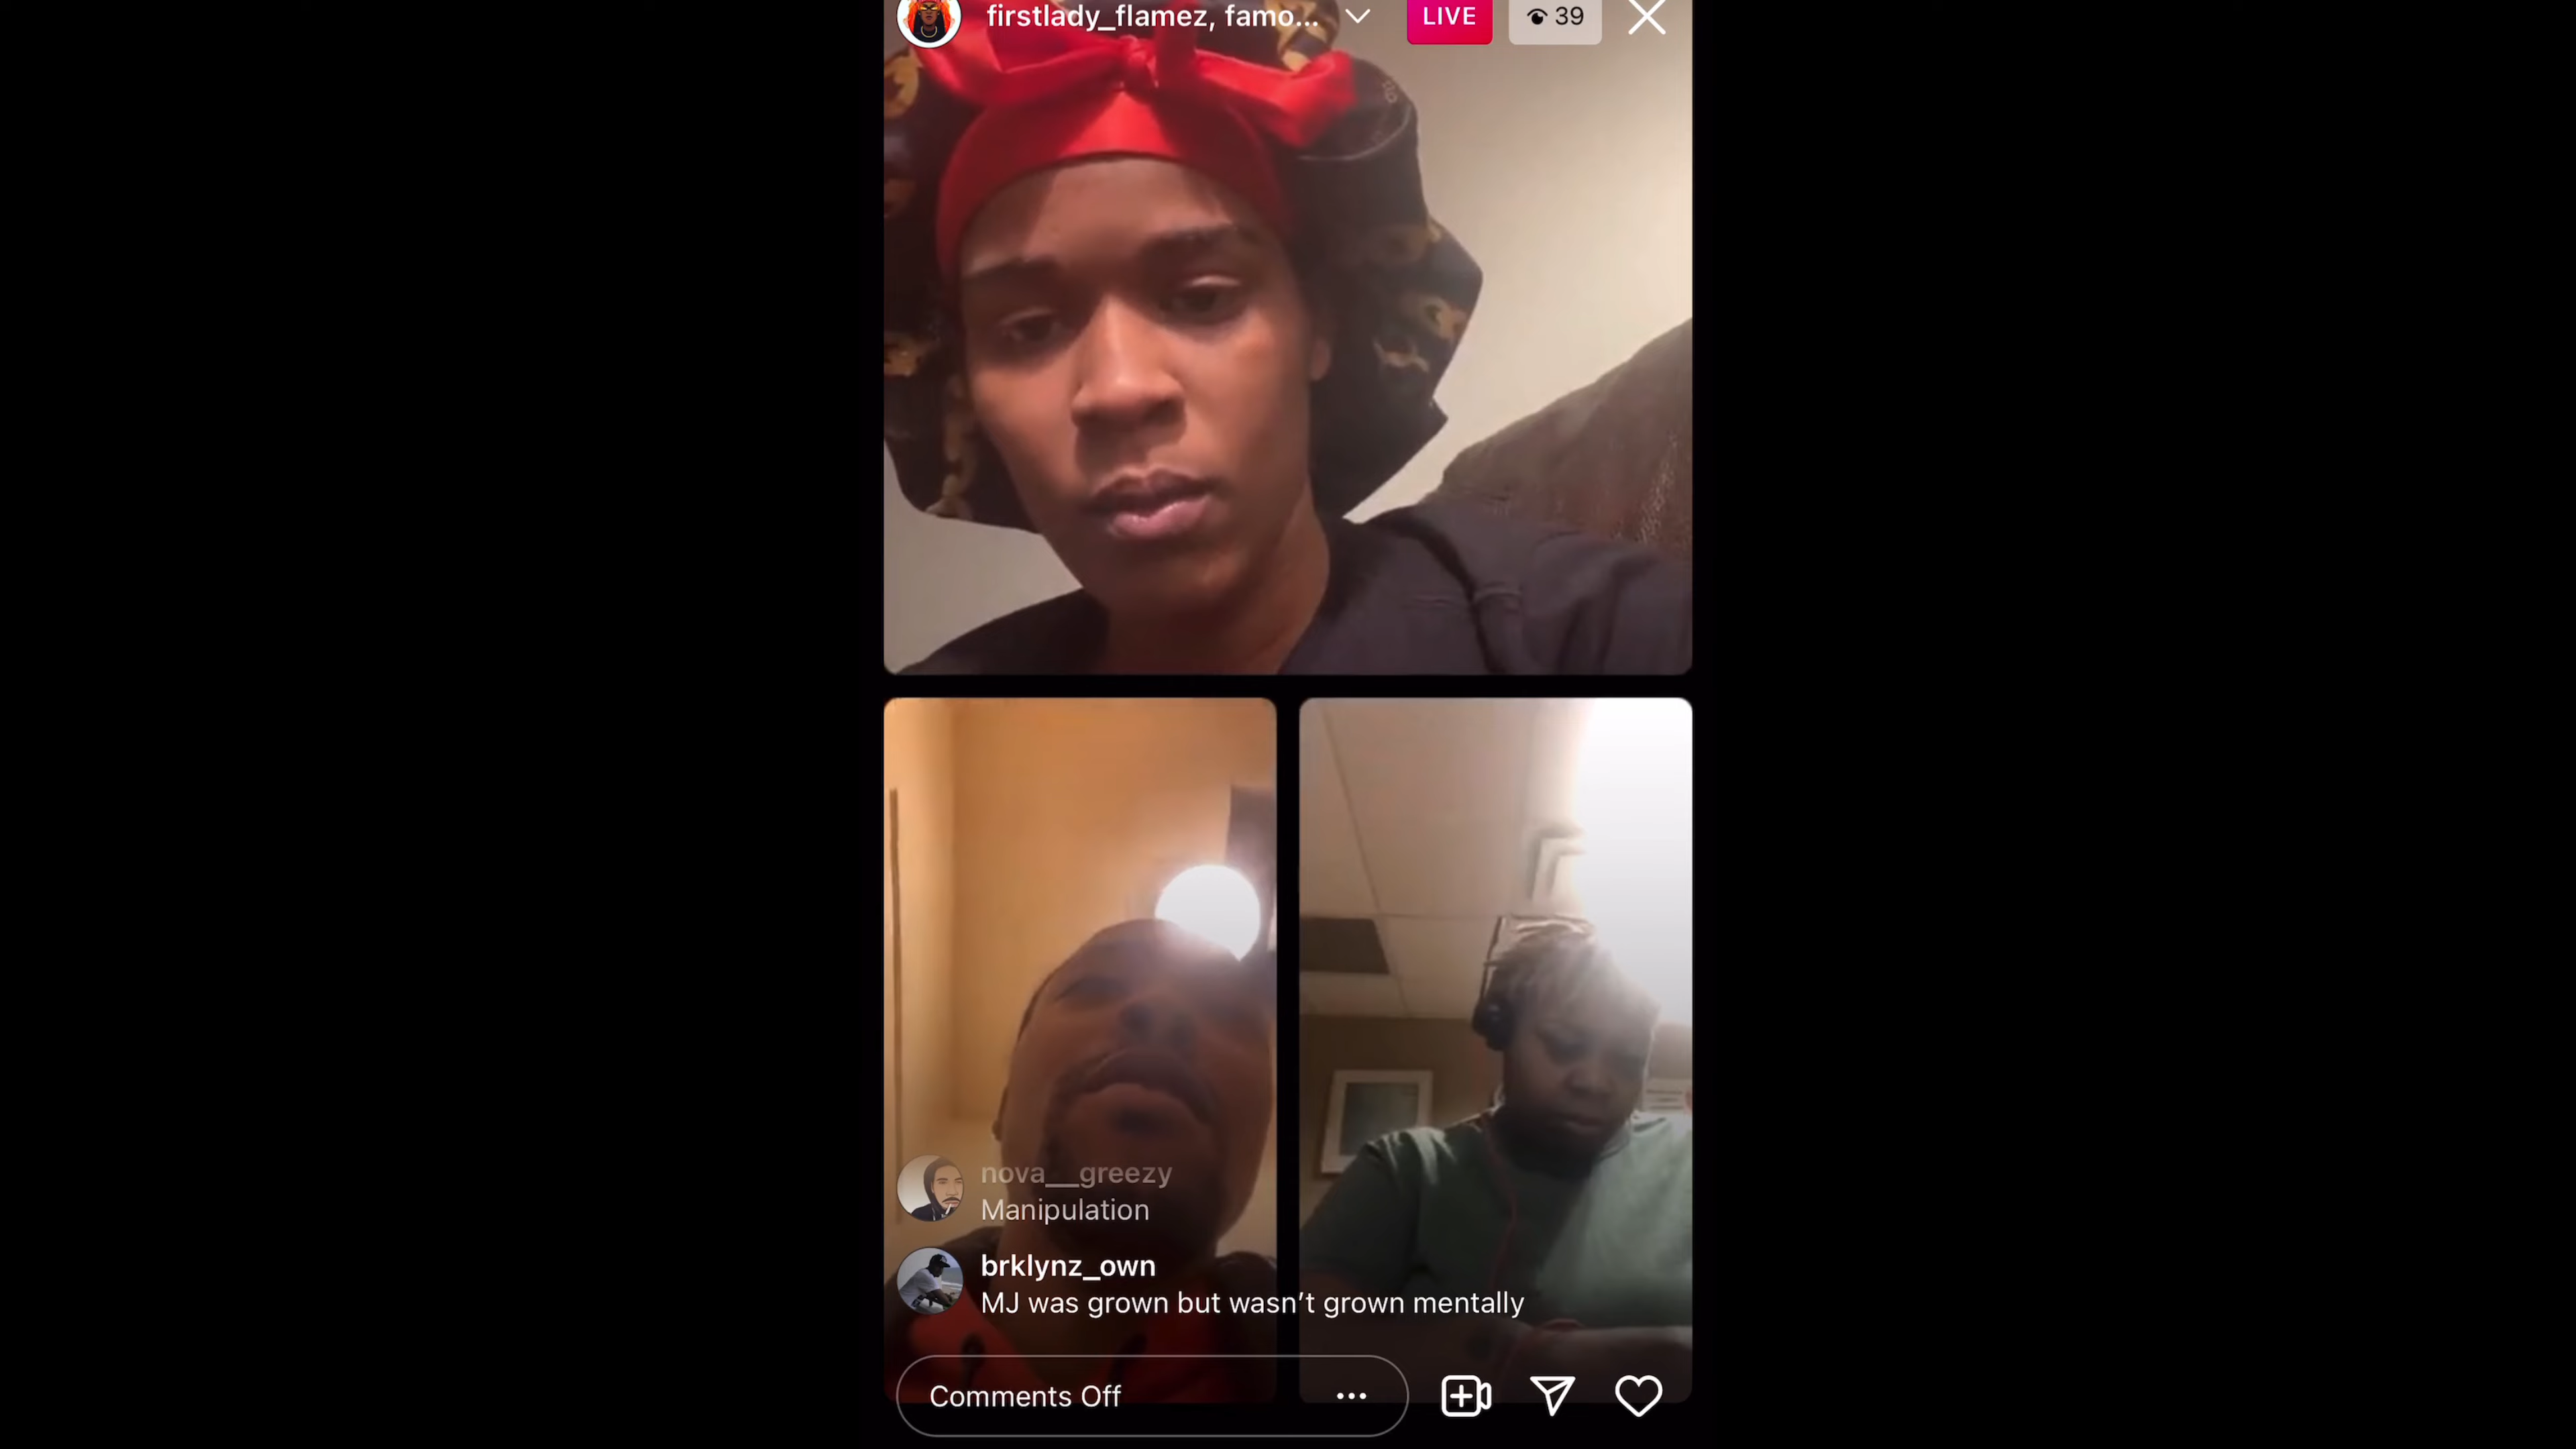 firstlady_flamez, famo...
LIVE
39
nova__greezy
Manipulation
brklynz_own
MJ was grown but wasn't grown mentally
Comments Off